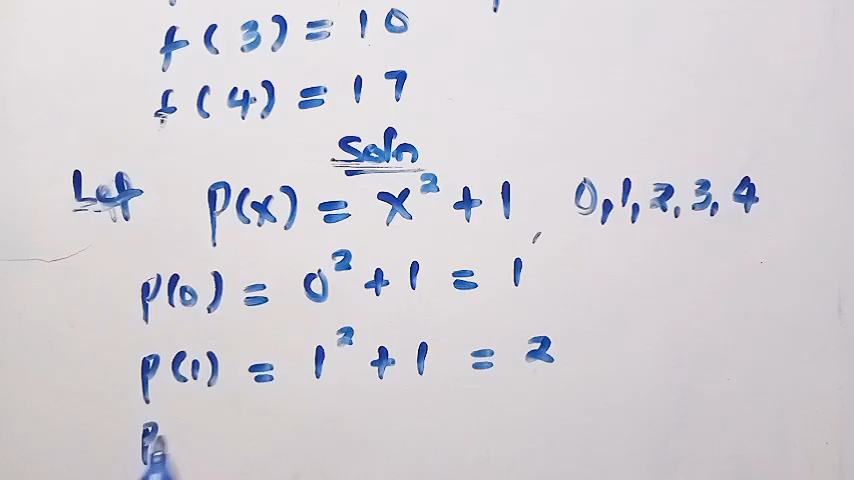 f(3) = 10
f(4) = 17
Soln
Let P(x) = x² + 1 0, 1, 2, 3, 4
P(0) = 0² + 1 = 1
P(1) = 1² + 1 = 2
P